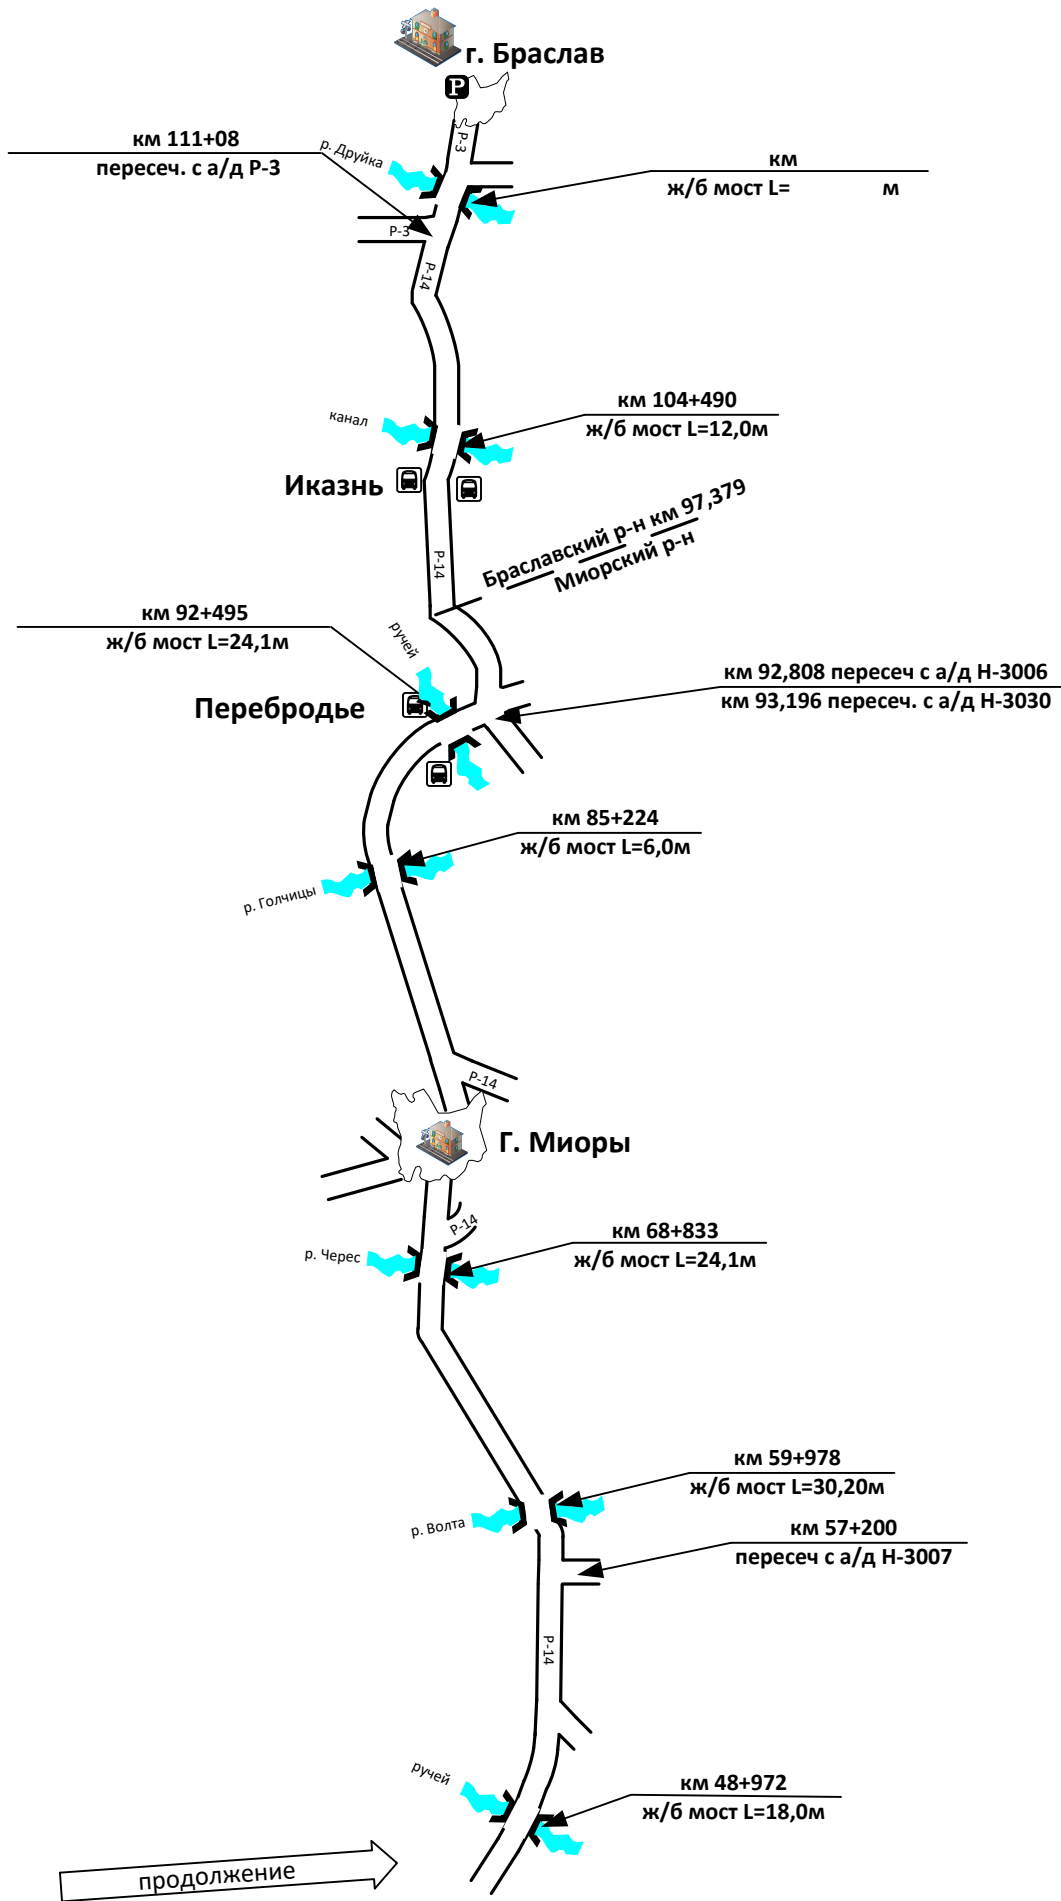 г. Браслав
P
Р-3
км 111+08
пересеч. с а/д Р-3
р. Друйка
км
ж/б мост L= м
Р-3
Р-14
канал
км 104+490
ж/б мост L=12,0м
Иказнь
Р-14
Браславский р-н км 97,379
Миорский р-н
км 92+495
ж/б мост L=24,1м
ручей
км 92,808 пересеч с а/д Н-3006
км 93,196 пересеч. с а/д Н-3030
Перебродье
км 85+224
ж/б мост L=6,0м
р. Голчицы
Р-14
Г. Миоры
Р-14
км 68+833
ж/б мост L=24,1м
р. Черес
км 59+978
ж/б мост L=30,20м
р. Волта
км 57+200
пересеч с а/д Н-3007
Р-14
ручей
км 48+972
ж/б мост L=18,0м
продолжение